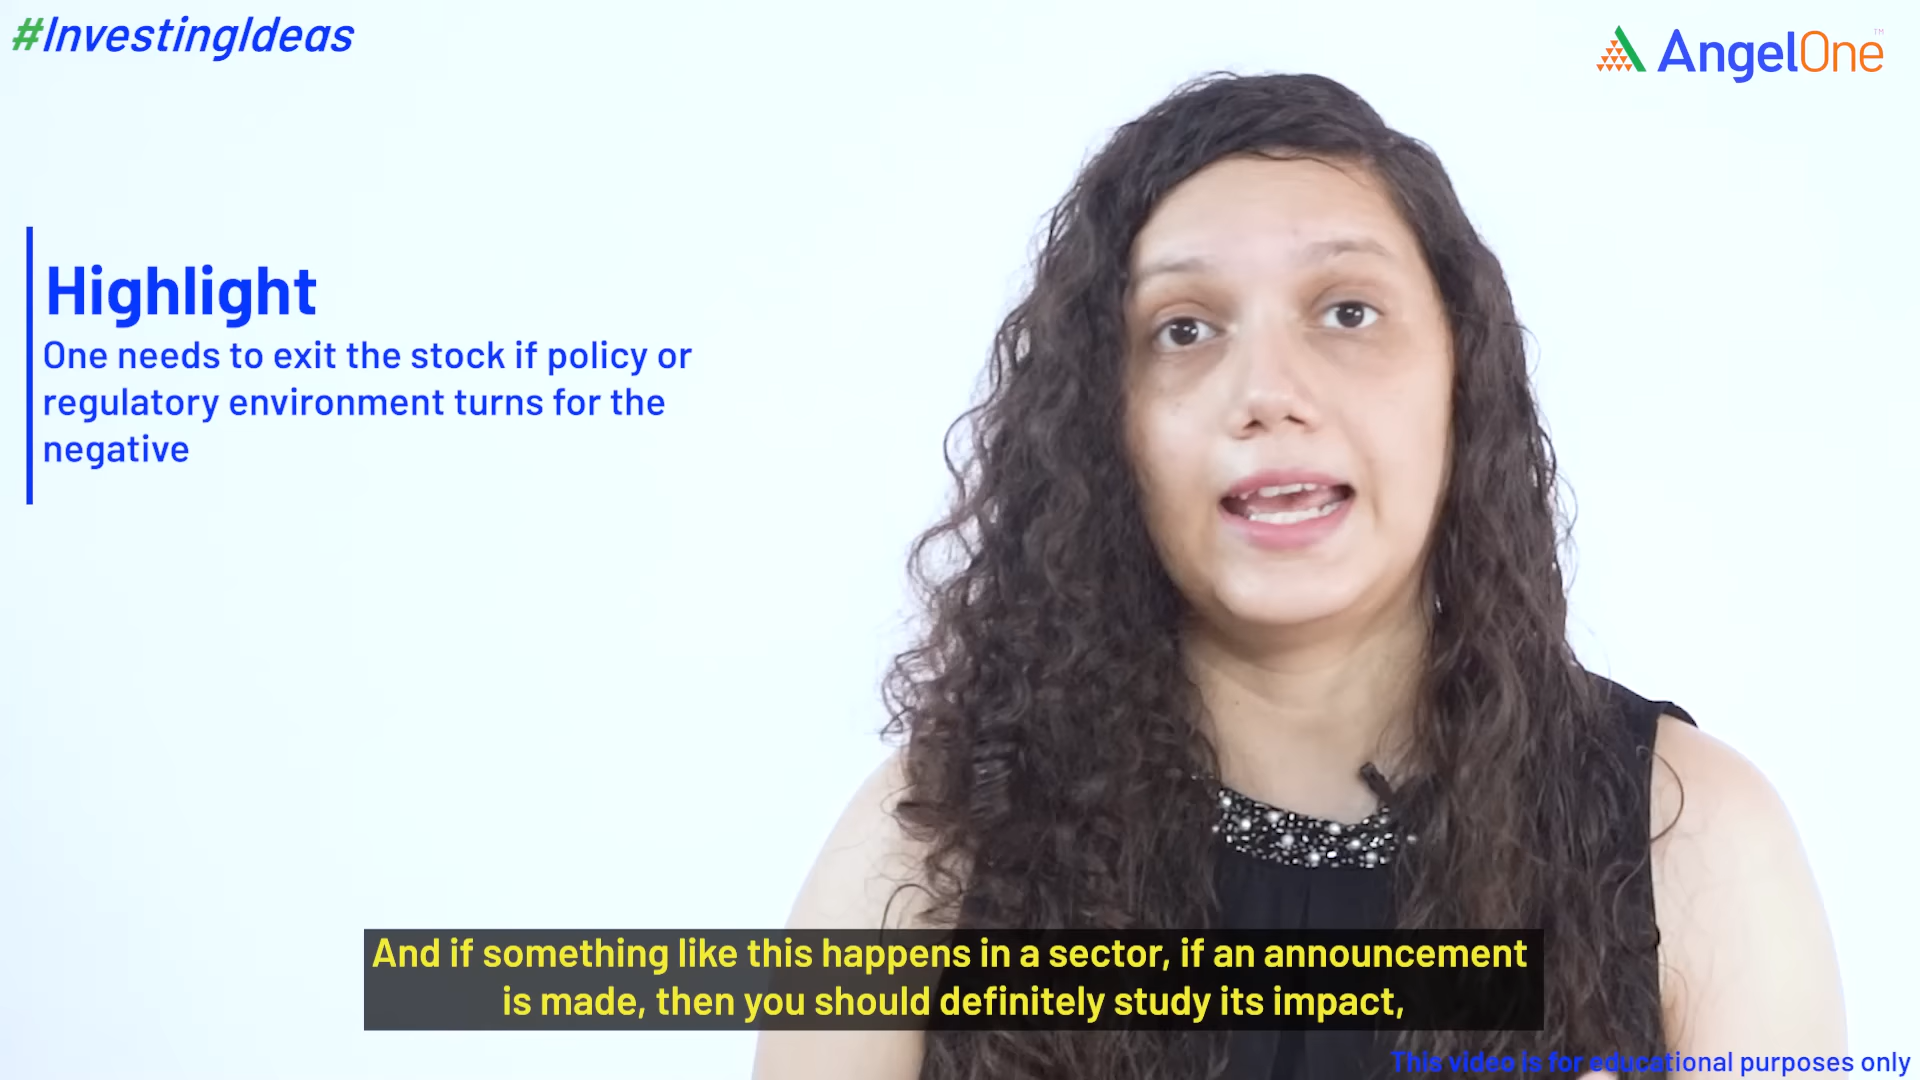 #InvestingIdeas
AngelOne
TM
Highlight
One needs to exit the stock if policy or
regulatory environment turns for the
negative
And if something like this happens in a sector, if an announcement
is made, then you should definitely study its impact,
This video is for educational purposes only